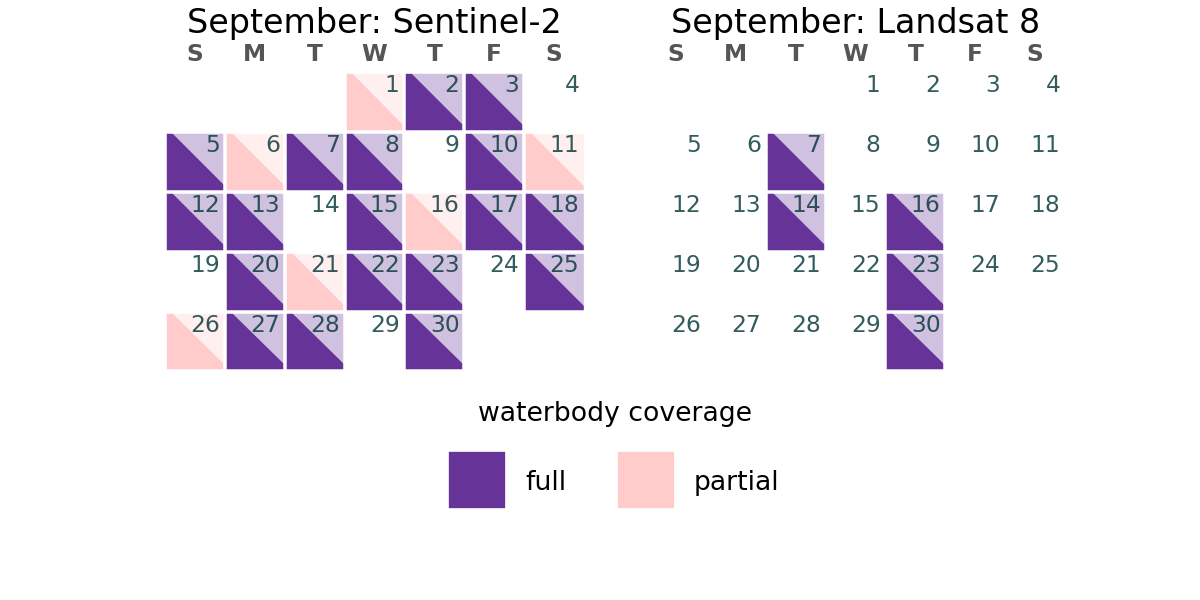 September: Sentinel-2
S M T W T F S
1 2 3 4
5 6 7 8 9 10 11
12 13 14 15 16 17 18
19 20 21 22 23 24 25
26 27 28 29 30
September: Landsat 8
S M T W T F S
1 2 3 4
5 6 7 8 9 10 11
12 13 14 15 16 17 18
19 20 21 22 23 24 25
26 27 28 29 30
waterbody coverage
full partial